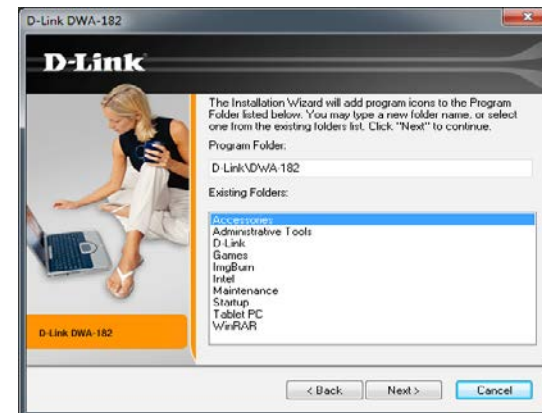 D-Link DWA-182
D-Link
The Installation Wizard will add program icons to the Program
Folder listed below. You may type a new folder name, or select
one from the existing folders list. Click "Next" to continue.
Program Folder:
D-Link\DWA-182
Existing Folders:
Accessories
Administrative Tools
D-Link
Games
ImgBurn
Intel
Maintenance
Startup
Tablet PC
WinRAR
D-Link DWA-182
< Back
Next >
Cancel